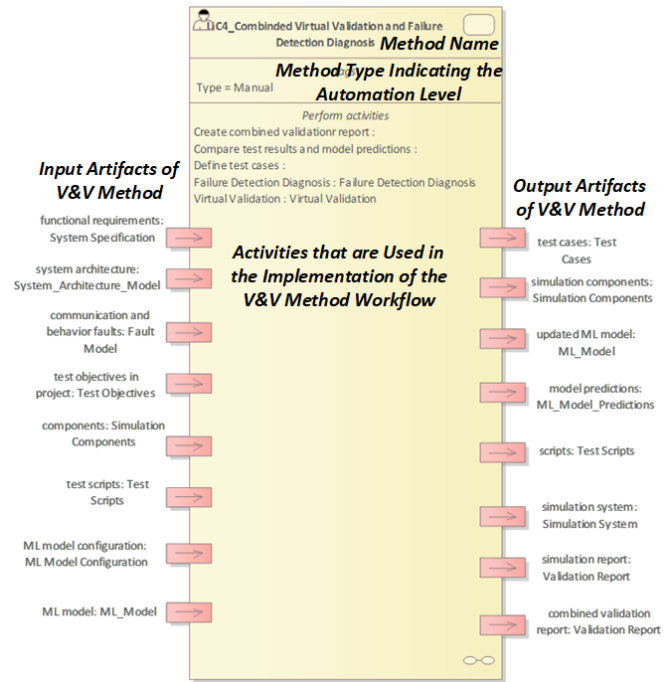 UC4_Combinded Virtual Validation and Failure
Detection Diagnosis
Method Name
Method Type Indicating the
Automation Level
Type = Manual
Perform activities
Create combined validationr report :
Compare test results and model predictions :
Define test cases :
Failure Detection Diagnosis : Failure Detection Diagnosis
Virtual Validation : Virtual Validation
Activities that are Used in
the Implementation of the
V&V Method Workflow
Input Artifacts of
V&V Method
functional requirements:
System Specification
system architecture:
System_Architecture_Model
communication and
behavior faults: Fault
Model
test objectives in
project: Test Objectives
components: Simulation
Components
test scripts: Test
Scripts
ML model configuration:
ML Model Configuration
ML model: ML_Model
Output Artifacts
of V&V Method
test cases: Test
Cases
simulation components:
Simulation Components
updated ML model:
ML_Model
model predictions:
ML_Model_Predictions
scripts: Test Scripts
simulation system:
Simulation System
simulation report:
Validation Report
combined validation
report: Validation Report